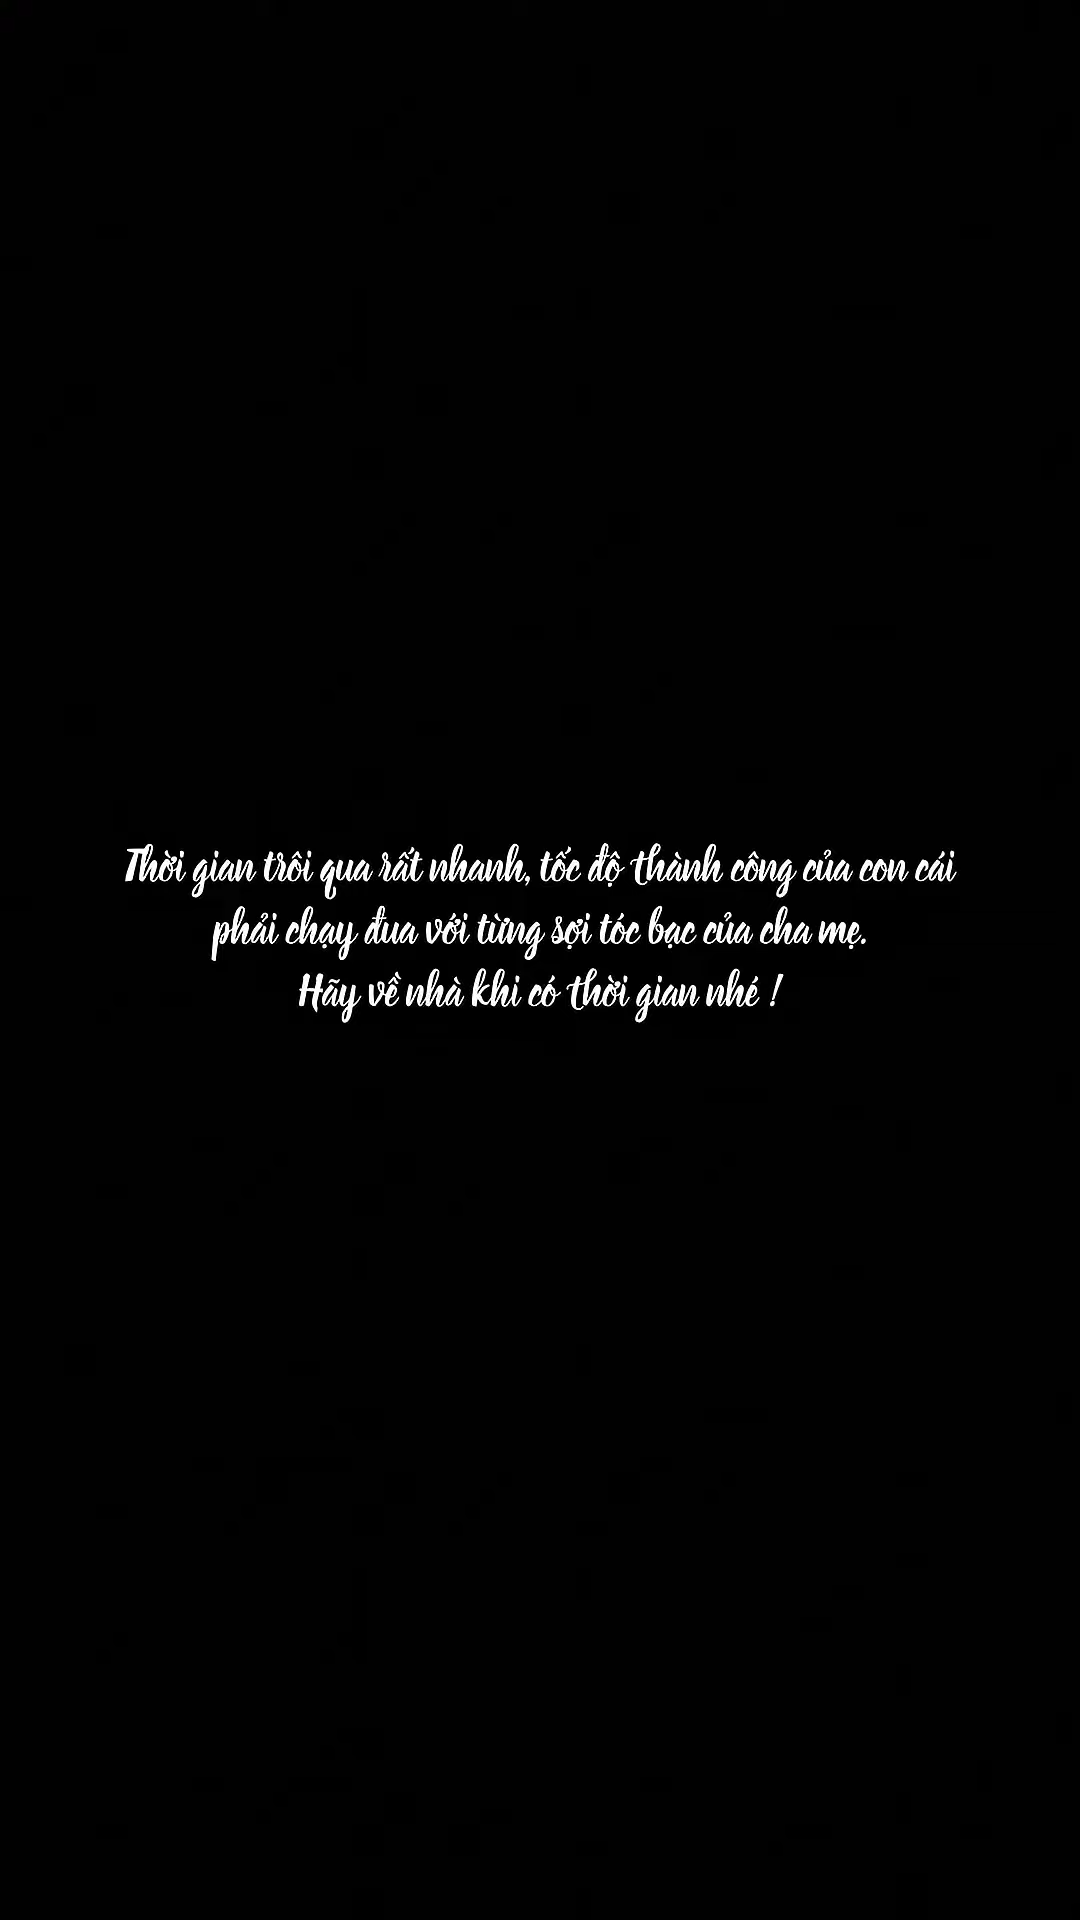 Thời gian trôi qua rất nhanh, tốc độ thành công của con cái
phải chạy đua với từng sợi tóc bạc của cha mẹ.
Hãy về nhà khi có thời gian nhé !